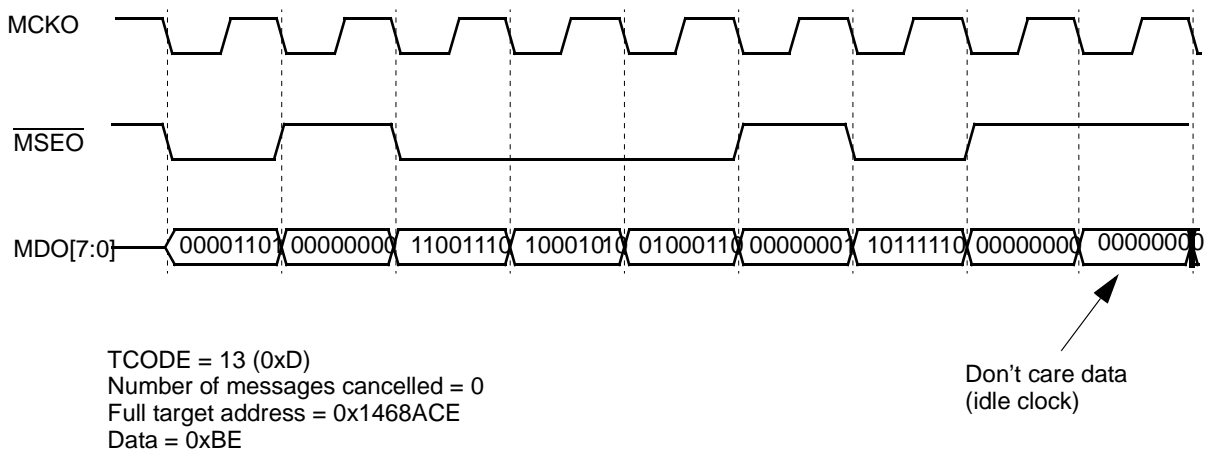 MCKO
MSEO
MDO[7:0]
00001101 00000000 11001110 10001010 01000110 00000001 10111110 00000000 00000000
TCODE = 13 (0xD)
Number of messages cancelled = 0
Full target address = 0x1468ACE
Data = 0xBE
Don't care data
(idle clock)